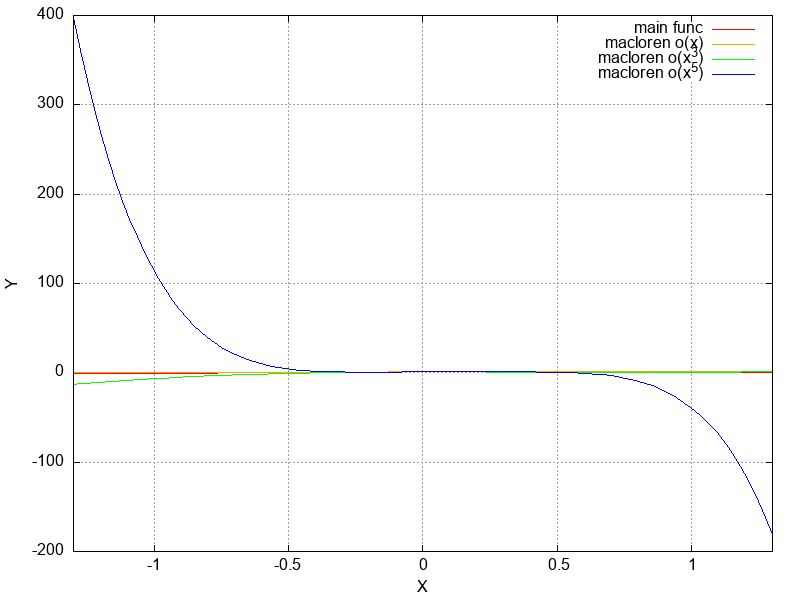 400
300
200
100
0
-100
-200
-1
-0.5
0
0.5
1
X
Y
main func
macloren o(x)
macloren o(x³)
macloren o(x⁵)